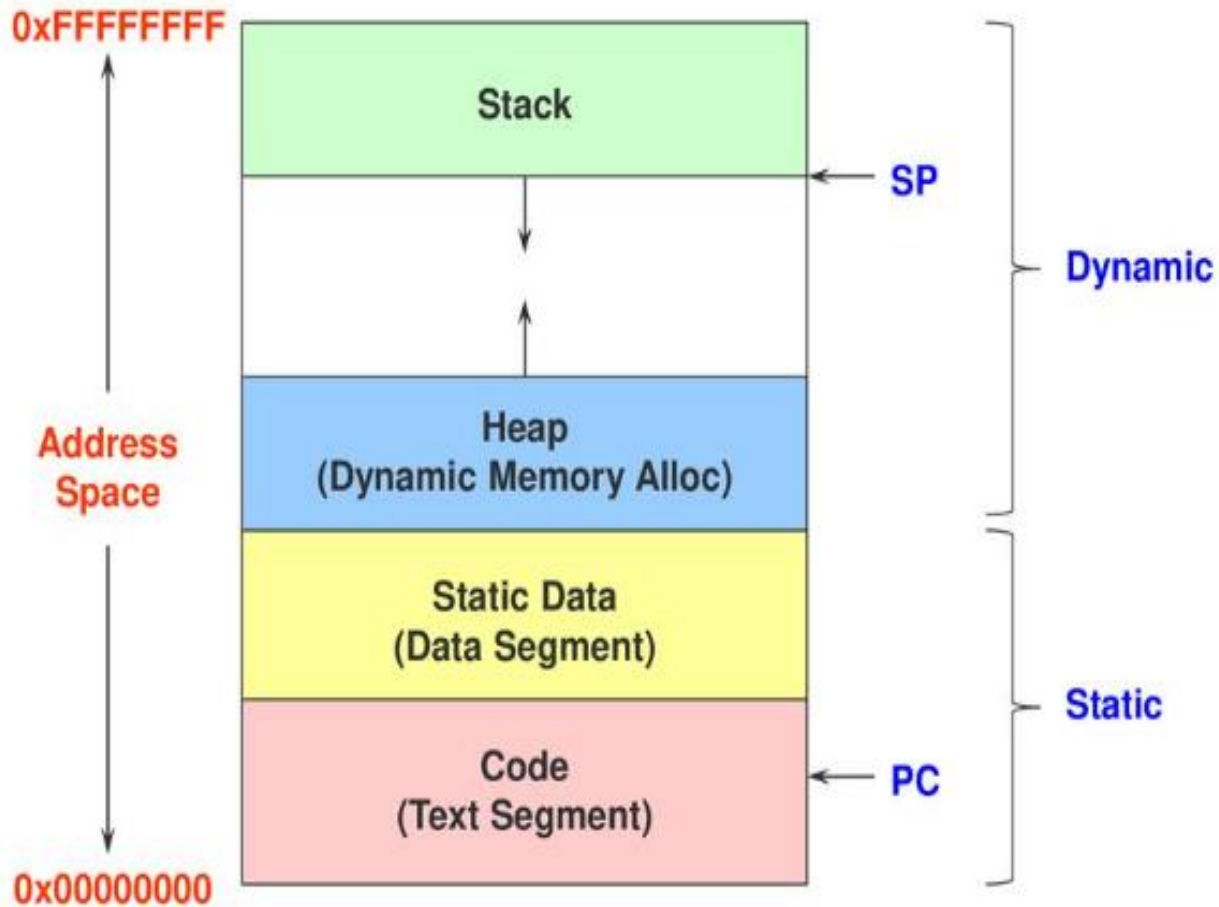 0xFFFFFFFF
Stack
SP
Dynamic
Heap
(Dynamic Memory Alloc)
Address
Space
Static Data
(Data Segment)
Static
Code
(Text Segment)
PC
0x00000000